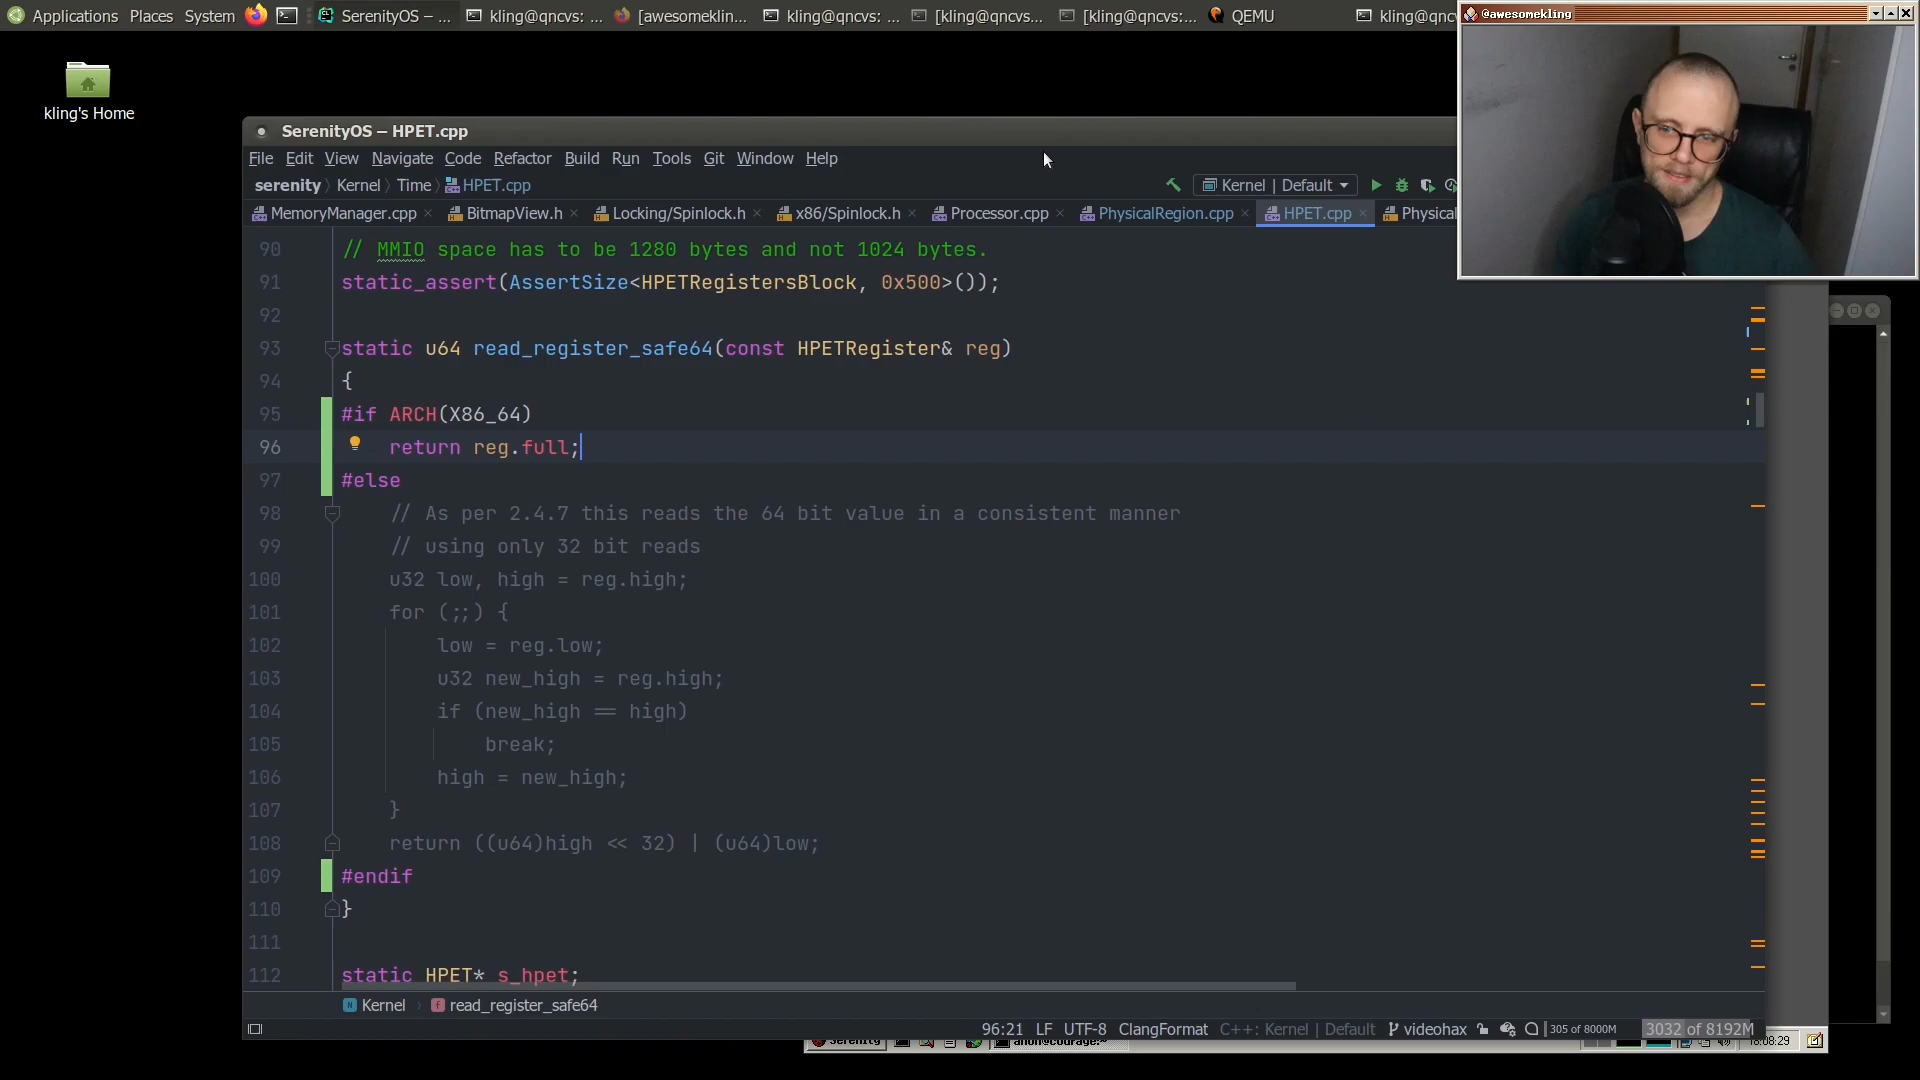 Applications Places System SerenityOS – ... kling@qncvs: ... [awesomeklin... kling@qncvs: ... [kling@qncvs... [kling@qncvs:... QEMU kling@qncv
@awesomekling
kling's Home
SerenityOS – HPET.cpp
File Edit View Navigate Code Refactor Build Run Tools Git Window Help
serenity Kernel Time HPET.cpp Kernel | Default
MemoryManager.cpp BitmapView.h Locking/Spinlock.h x86/Spinlock.h Processor.cpp PhysicalRegion.cpp HPET.cpp Physical
90 // MMIO space has to be 1280 bytes and not 1024 bytes.
91 static_assert(AssertSize<HPETRegistersBlock, 0x500>());
92
93 static u64 read_register_safe64(const HPETRegister& reg)
94 {
95 #if ARCH(X86_64)
96 return reg.full;
97 #else
98 // As per 2.4.7 this reads the 64 bit value in a consistent manner
99 // using only 32 bit reads
100 u32 low, high = reg.high;
101 for (;;) {
102 low = reg.low;
103 u32 new_high = reg.high;
104 if (new_high == high)
105 break;
106 high = new_high;
107 }
108 return ((u64)high << 32) | (u64)low;
109 #endif
110 }
111
112 static HPET* s_hpet;
Kernel read_register_safe64
96:21 LF UTF-8 ClangFormat C++: Kernel | Default videohax 305 of 8000M 3032 of 8192M
Serenity anon@courage:~ 16:08:29